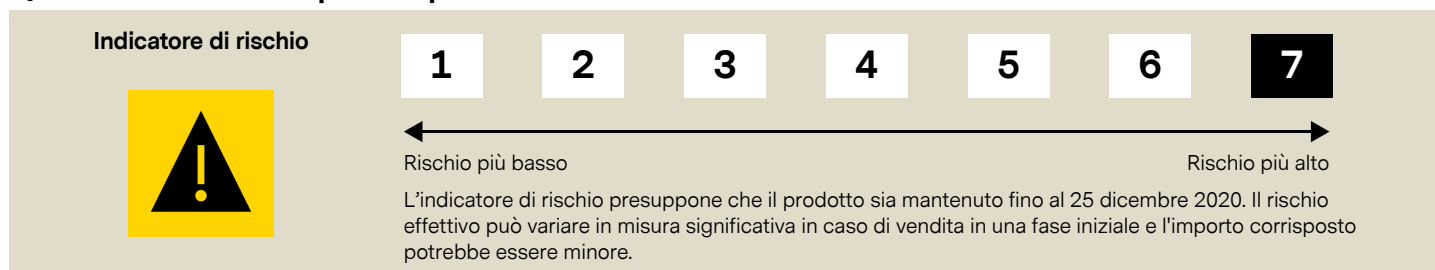 Indicatore di rischio
1 2 3 4 5 6 7
Rischio più basso Rischio più alto
L'indicatore di rischio presuppone che il prodotto sia mantenuto fino al 25 dicembre 2020. Il rischio
effettivo può variare in misura significativa in caso di vendita in una fase iniziale e l'importo corrisposto
potrebbe essere minore.